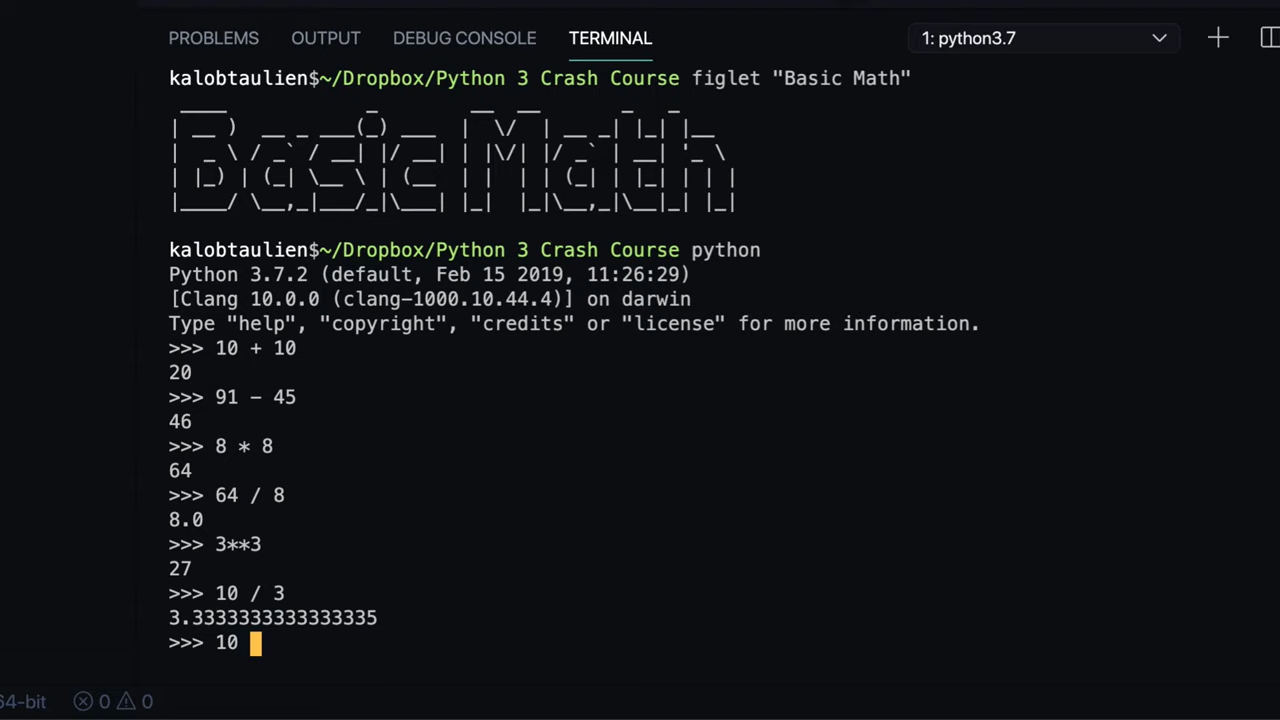 PROBLEMS OUTPUT DEBUG CONSOLE TERMINAL 1: python3.7
kalobtaulien$~/Dropbox/Python 3 Crash Course figlet "Basic Math"
Basic Math
kalobtaulien$~/Dropbox/Python 3 Crash Course python
Python 3.7.2 (default, Feb 15 2019, 11:26:29)
[Clang 10.0.0 (clang-1000.10.44.4)] on darwin
Type "help", "copyright", "credits" or "license" for more information.
>>> 10 + 10
20
>>> 91 - 45
46
>>> 8 * 8
64
>>> 64 / 8
8.0
>>> 3**3
27
>>> 10 / 3
3.3333333333333335
>>> 10
64-bit 0 0